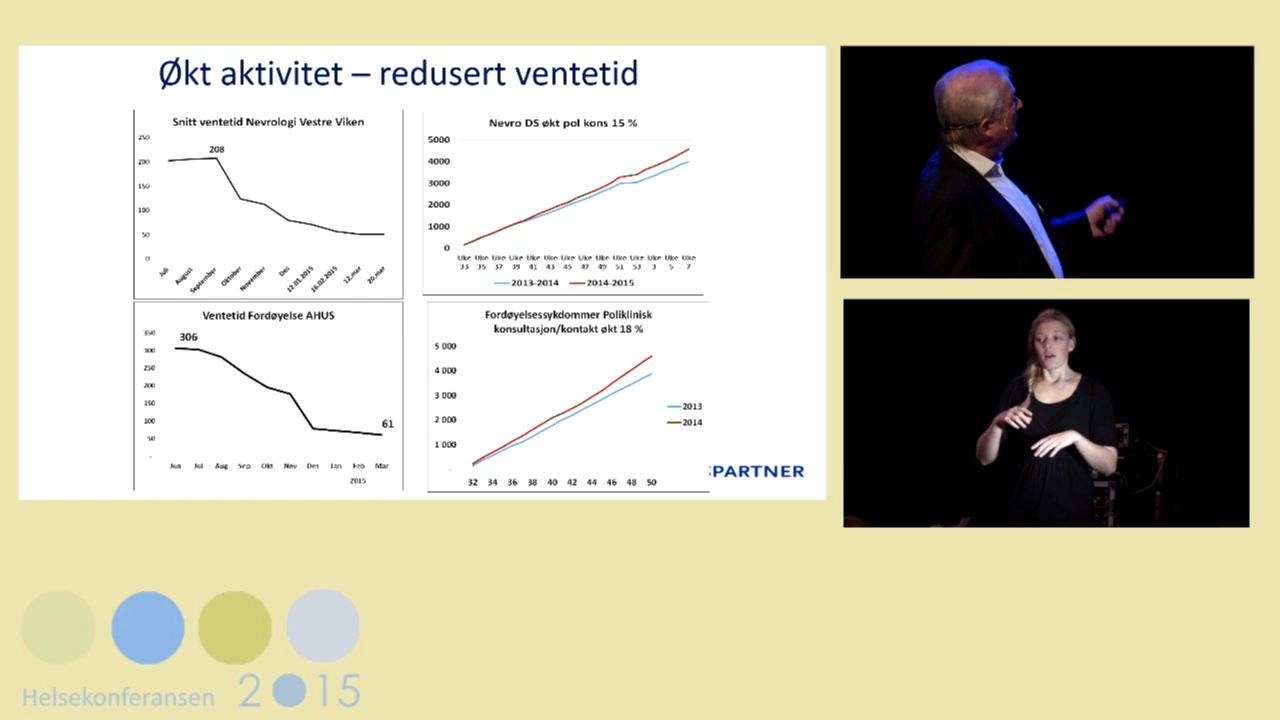 Økt aktivitet – redusert ventetid
Snitt ventetid Nevrologi Vestre Viken
250
208
200
150
100
50
0
Juli
August
September
Oktober
November
Des
12.01.2015
16.02.2015
12.mar
20.mar
Nevro DS økt pol kons 15 %
5000
4000
3000
2000
1000
0
Uke Uke Uke Uke Uke Uke Uke Uke Uke Uke Uke Uke Uke Uke
33 35 37 39 41 43 45 47 49 51 53 3 5 7
2013-2014 2014-2015
Ventetid Fordøyelse AHUS
350
306
300
250
200
150
100
50
-
61
Jun Jul Aug Sep Okt Nov Des Jan Feb Mar
2015
Fordøyelsessykdommer Poliklinisk
konsultasjon/kontakt økt 18 %
5 000
4 000
3 000
2 000
1 000
-
2013
2014
32 34 36 38 40 42 44 46 48 50
PARTNER
Helsekonferansen 2015